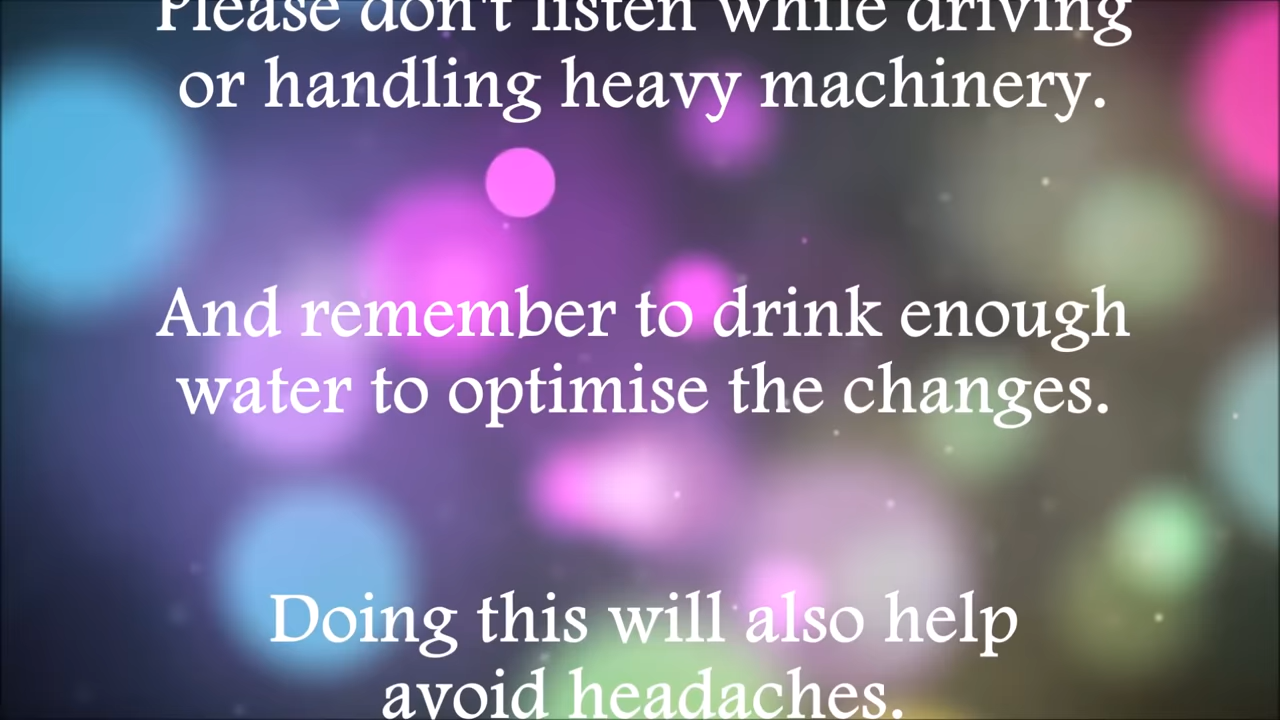 Please don't listen while driving
or handling heavy machinery.
And remember to drink enough
water to optimise the changes.
Doing this will also help
avoid headaches.